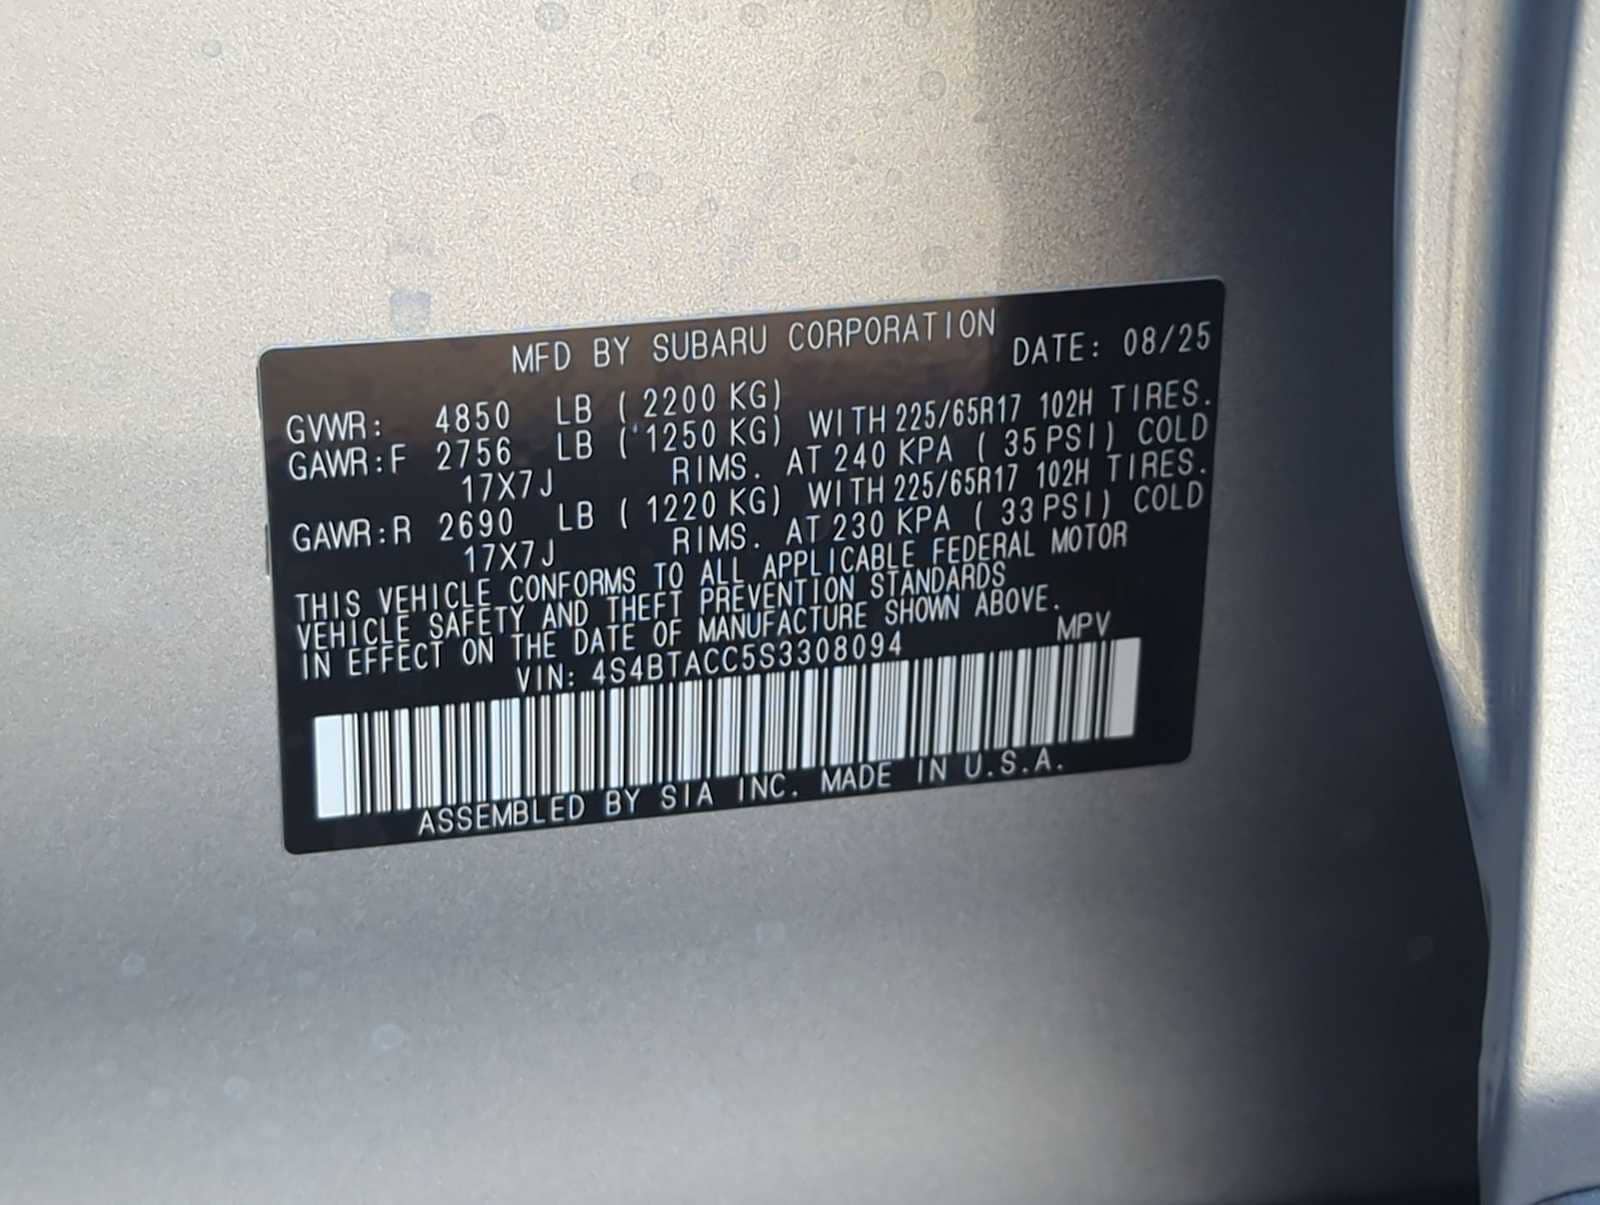 MFD BY SUBARU CORPORATION DATE: 08/25
GVWR: 4850 LB ( 2200 KG)
GAWR:F 2756 LB ( 1250 KG) WITH 225/65R17 102H TIRES.
17X7J RIMS. AT 240 KPA ( 35 PSI) COLD
GAWR:R 2690 LB ( 1220 KG) WITH 225/65R17 102H TIRES.
17X7J RIMS. AT 230 KPA ( 33 PSI) COLD
THIS VEHICLE CONFORMS TO ALL APPLICABLE FEDERAL MOTOR
VEHICLE SAFETY AND THEFT PREVENTION STANDARDS
IN EFFECT ON THE DATE OF MANUFACTURE SHOWN ABOVE.
VIN: 4S4BTACC5S3308094 MPV
ASSEMBLED BY SIA INC. MADE IN U.S.A.